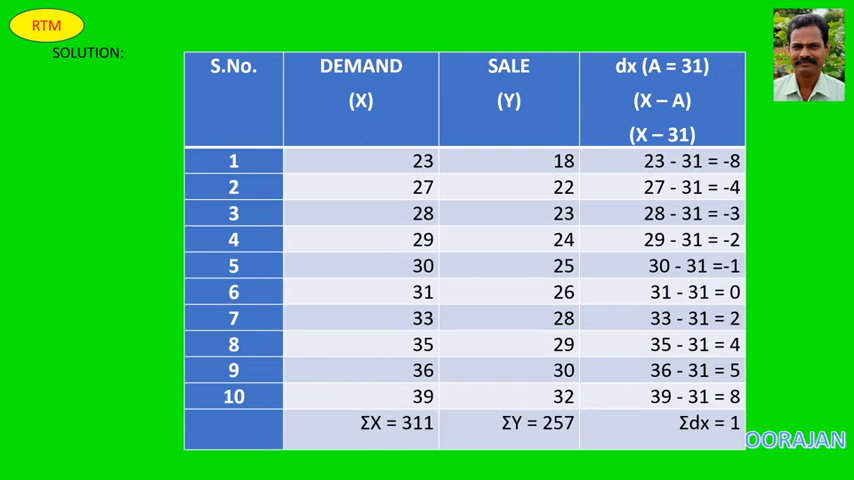 RTM
SOLUTION:
S.No. DEMAND SALE dx (A = 31)
(X) (Y) (X – A)
(X – 31)
1 23 18 23 - 31 = -8
2 27 22 27 - 31 = -4
3 28 23 28 - 31 = -3
4 29 24 29 - 31 = -2
5 30 25 30 - 31 =-1
6 31 26 31 - 31 = 0
7 33 28 33 - 31 = 2
8 35 29 35 - 31 = 4
9 36 30 36 - 31 = 5
10 39 32 39 - 31 = 8
ΣX = 311 ΣY = 257 Σdx = 1
OORAJAN